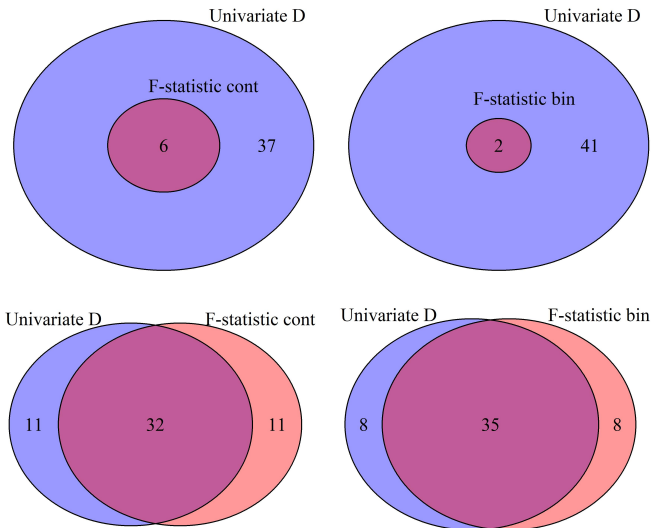 Univariate D
F-statistic cont
6
37
Univariate D
F-statistic bin
2
41
Univariate D
F-statistic cont
11
32
11
Univariate D
F-statistic bin
8
35
8